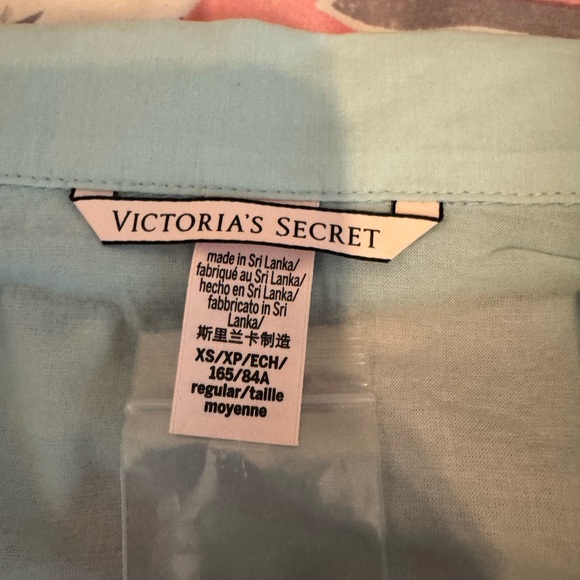 VICTORIA'S SECRET
made in Sri Lanka/
fabriqué au Sri Lanka/
hecho en Sri Lanka/
fabbricato in Sri
Lanka/
斯里兰卡制造
XS/XP/ECH/
165/84A
regular/taille
moyenne